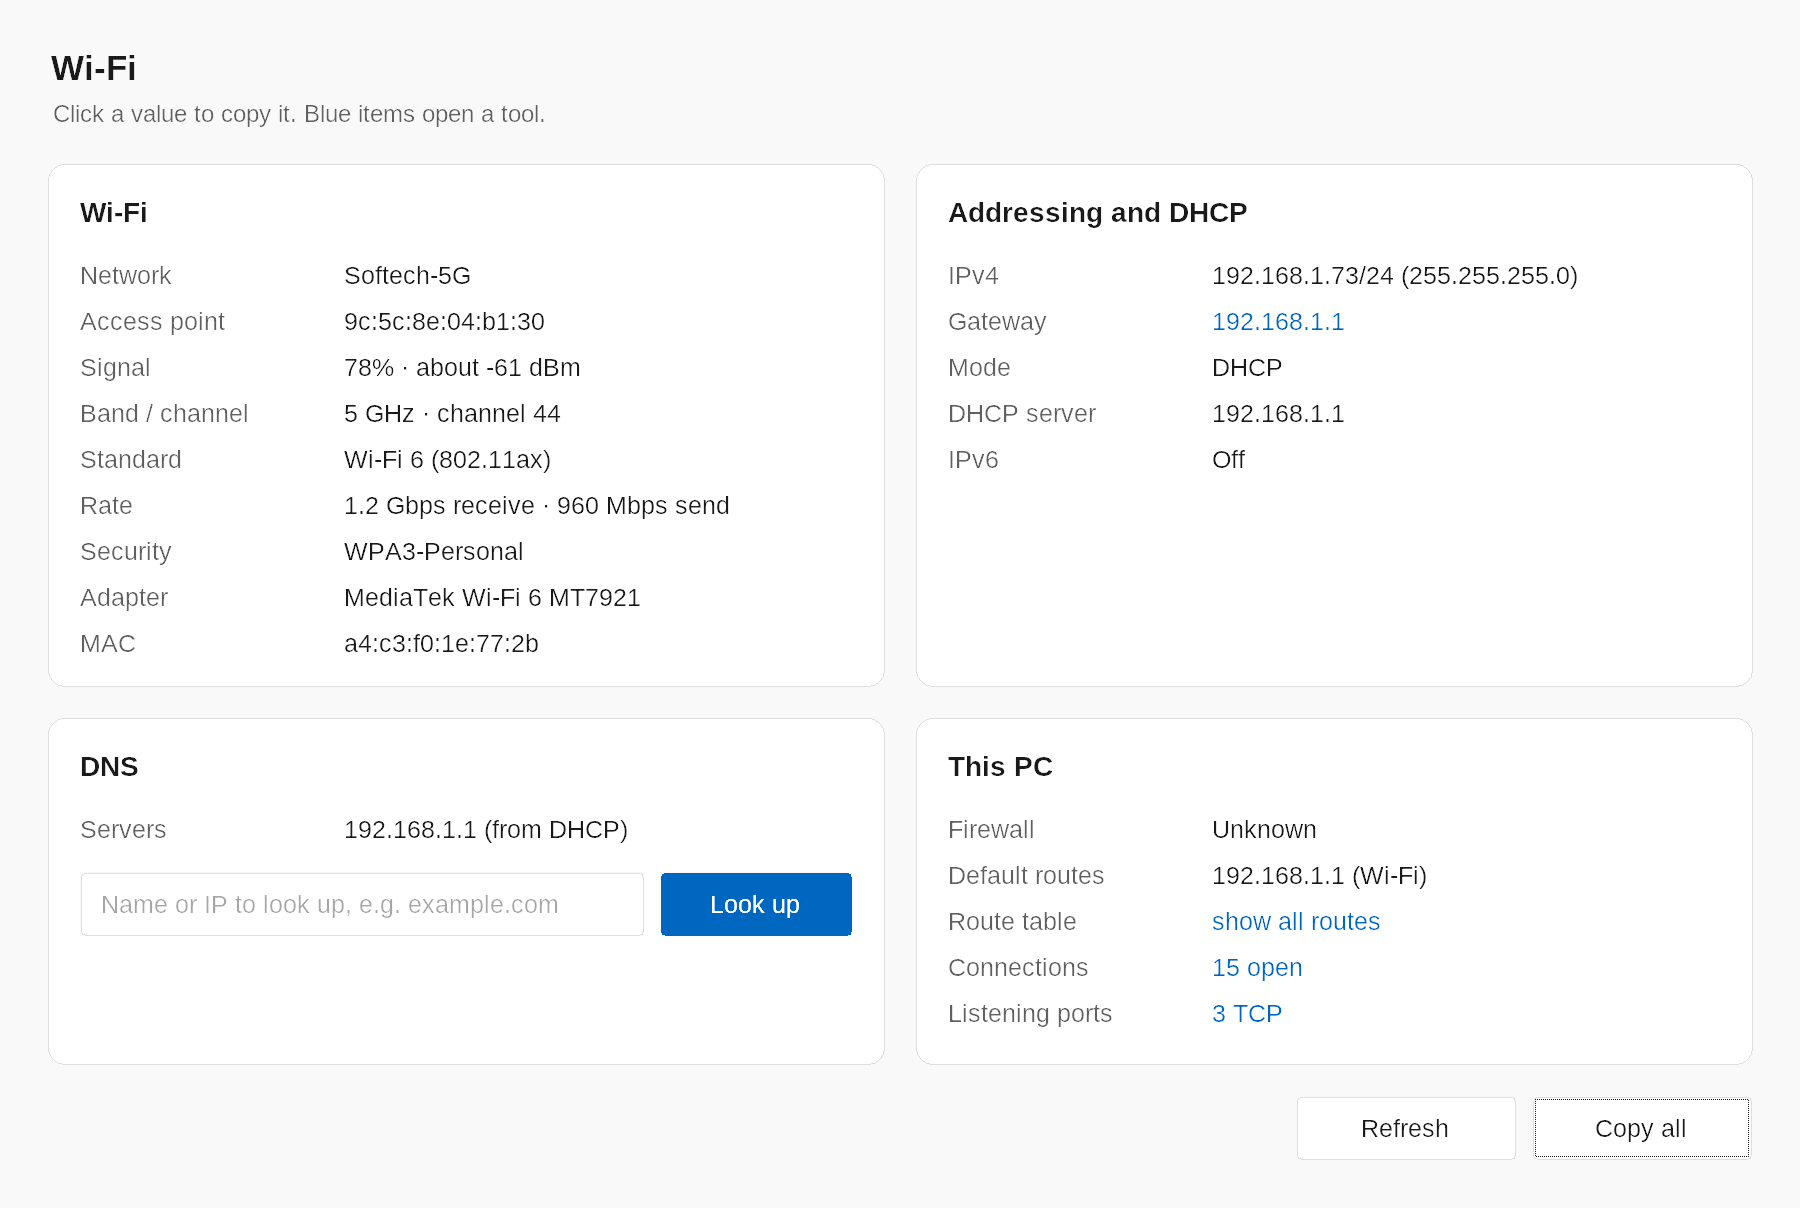 Wi-Fi
Click a value to copy it. Blue items open a tool.
Wi-Fi
Network Softech-5G
Access point 9c:5c:8e:04:b1:30
Signal 78% · about -61 dBm
Band / channel 5 GHz · channel 44
Standard Wi-Fi 6 (802.11ax)
Rate 1.2 Gbps receive · 960 Mbps send
Security WPA3-Personal
Adapter MediaTek Wi-Fi 6 MT7921
MAC a4:c3:f0:1e:77:2b
Addressing and DHCP
IPv4 192.168.1.73/24 (255.255.255.0)
Gateway 192.168.1.1
Mode DHCP
DHCP server 192.168.1.1
IPv6 Off
DNS
Servers 192.168.1.1 (from DHCP)
Name or IP to look up, e.g. example.com Look up
This PC
Firewall Unknown
Default routes 192.168.1.1 (Wi-Fi)
Route table show all routes
Connections 15 open
Listening ports 3 TCP
Refresh Copy all